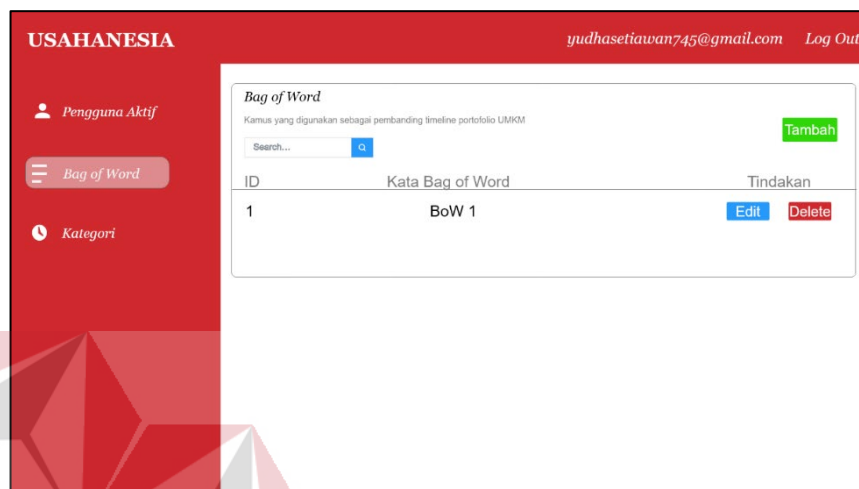 USAHANESIA yudhasetiawan745@gmail.com Log Out
Pengguna Aktif
Bag of Word
Kategori
Bag of Word
Kamus yang digunakan sebagai pembanding timeline portofolio UMKM
Tambah
Search...
ID Kata Bag of Word Tindakan
1 BoW 1 Edit Delete